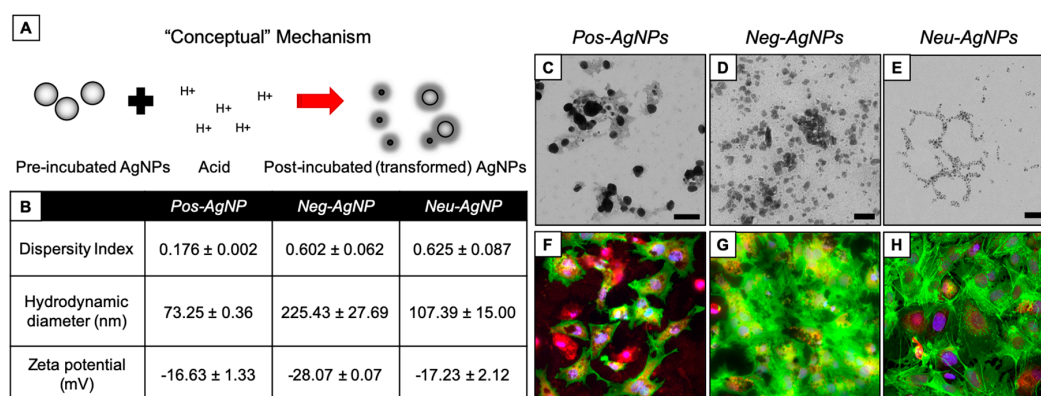 A
"Conceptual" Mechanism
H+
H+
H+
H+
H+
Pre-incubated AgNPs
Acid
Post-incubated (transformed) AgNPs
B
Pos-AgNP Neg-AgNP Neu-AgNP
Dispersity Index 0.176 ± 0.002 0.602 ± 0.062 0.625 ± 0.087
Hydrodynamic
diameter (nm) 73.25 ± 0.36 225.43 ± 27.69 107.39 ± 15.00
Zeta potential
(mV) -16.63 ± 1.33 -28.07 ± 0.07 -17.23 ± 2.12
Pos-AgNPs Neg-AgNPs Neu-AgNPs
C D E
F G H